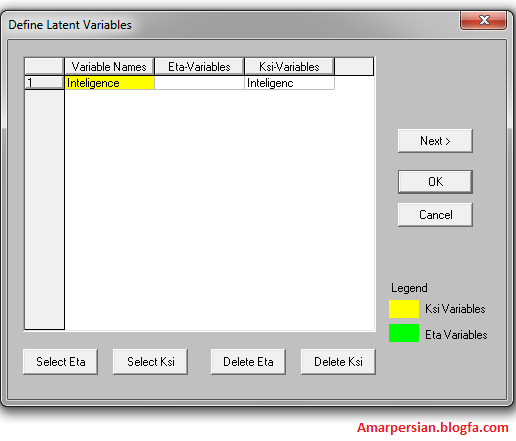 Define Latent Variables
Variable Names Eta-Variables Ksi-Variables
1 Inteligence Inteligenc
Next >
OK
Cancel
Legend
Ksi Variables
Eta Variables
Select Eta Select Ksi Delete Eta Delete Ksi
Amarpersian.blogfa.com